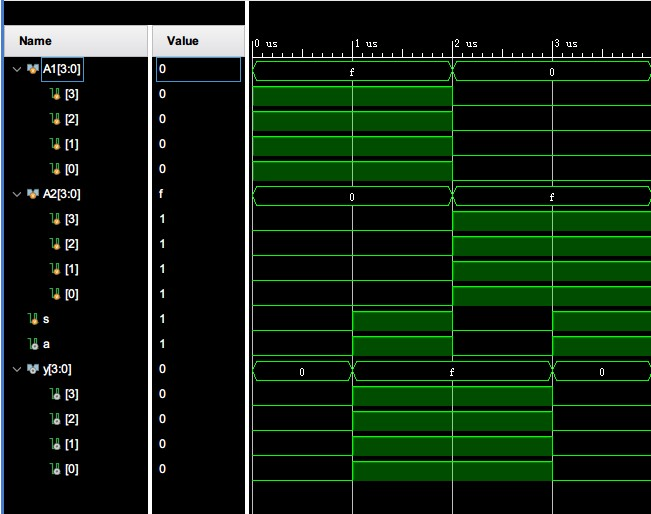 Name Value
0 us 1 us 2 us 3 us
A1[3:0] 0 f 0
[3] 0
[2] 0
[1] 0
[0] 0
A2[3:0] f 0 f
[3] 1
[2] 1
[1] 1
[0] 1
s 1
a 1
y[3:0] 0 0 f 0
[3] 0
[2] 0
[1] 0
[0] 0